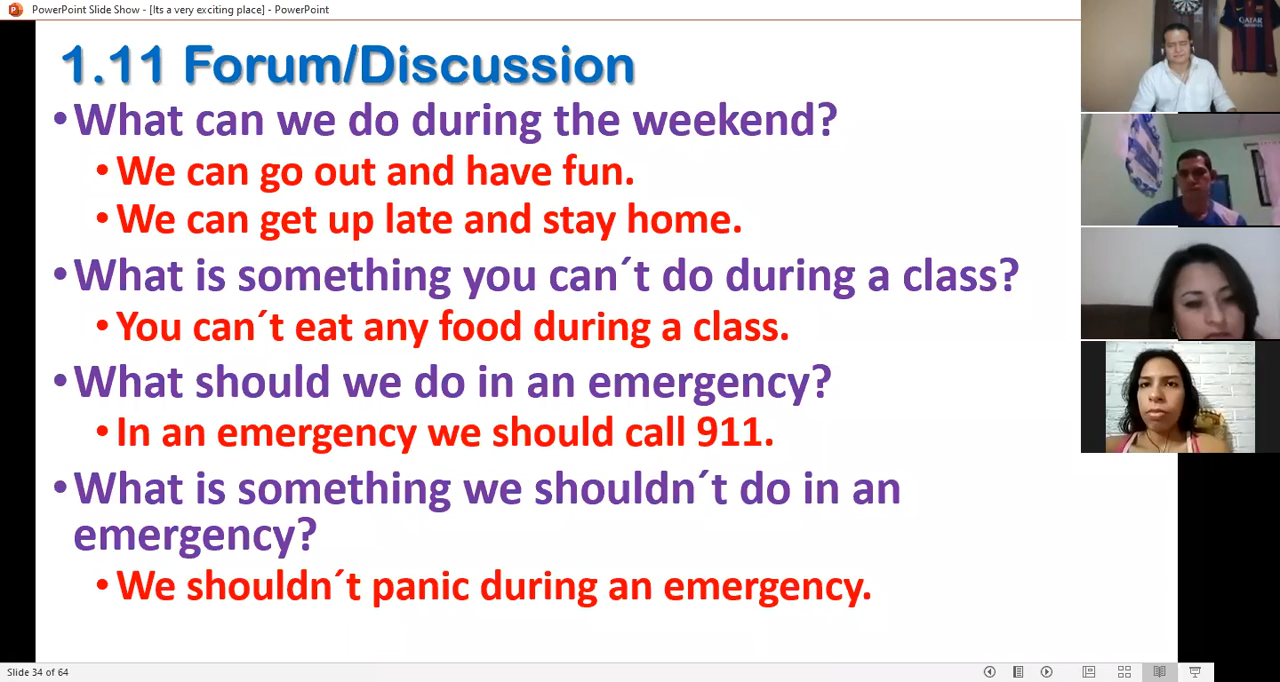 PowerPoint Slide Show - [Its a very exciting place] - PowerPoint
1.11 Forum/Discussion
•What can we do during the weekend?
•We can go out and have fun.
•We can get up late and stay home.
•What is something you can´t do during a class?
•You can´t eat any food during a class.
•What should we do in an emergency?
•In an emergency we should call 911.
•What is something we shouldn´t do in an
emergency?
•We shouldn´t panic during an emergency.
QATAR
Slide 34 of 64